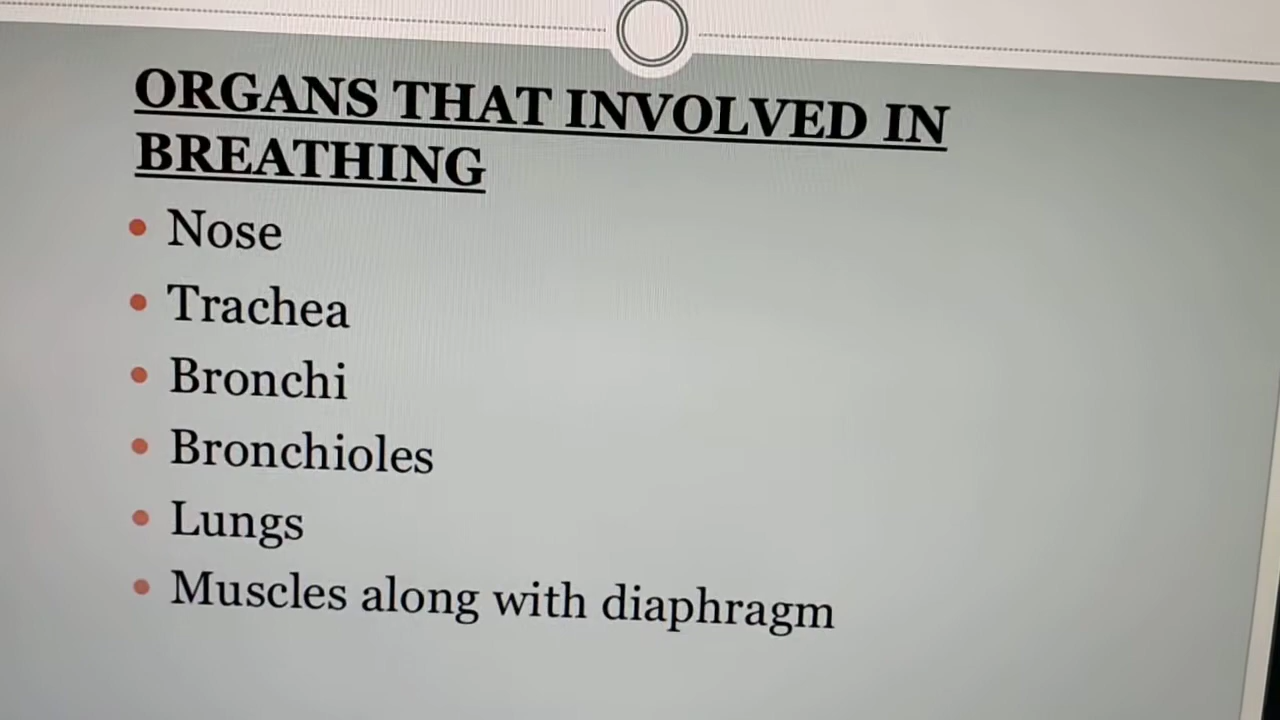 ORGANS THAT INVOLVED IN
BREATHING
Nose
Trachea
Bronchi
Bronchioles
Lungs
Muscles along with diaphragm